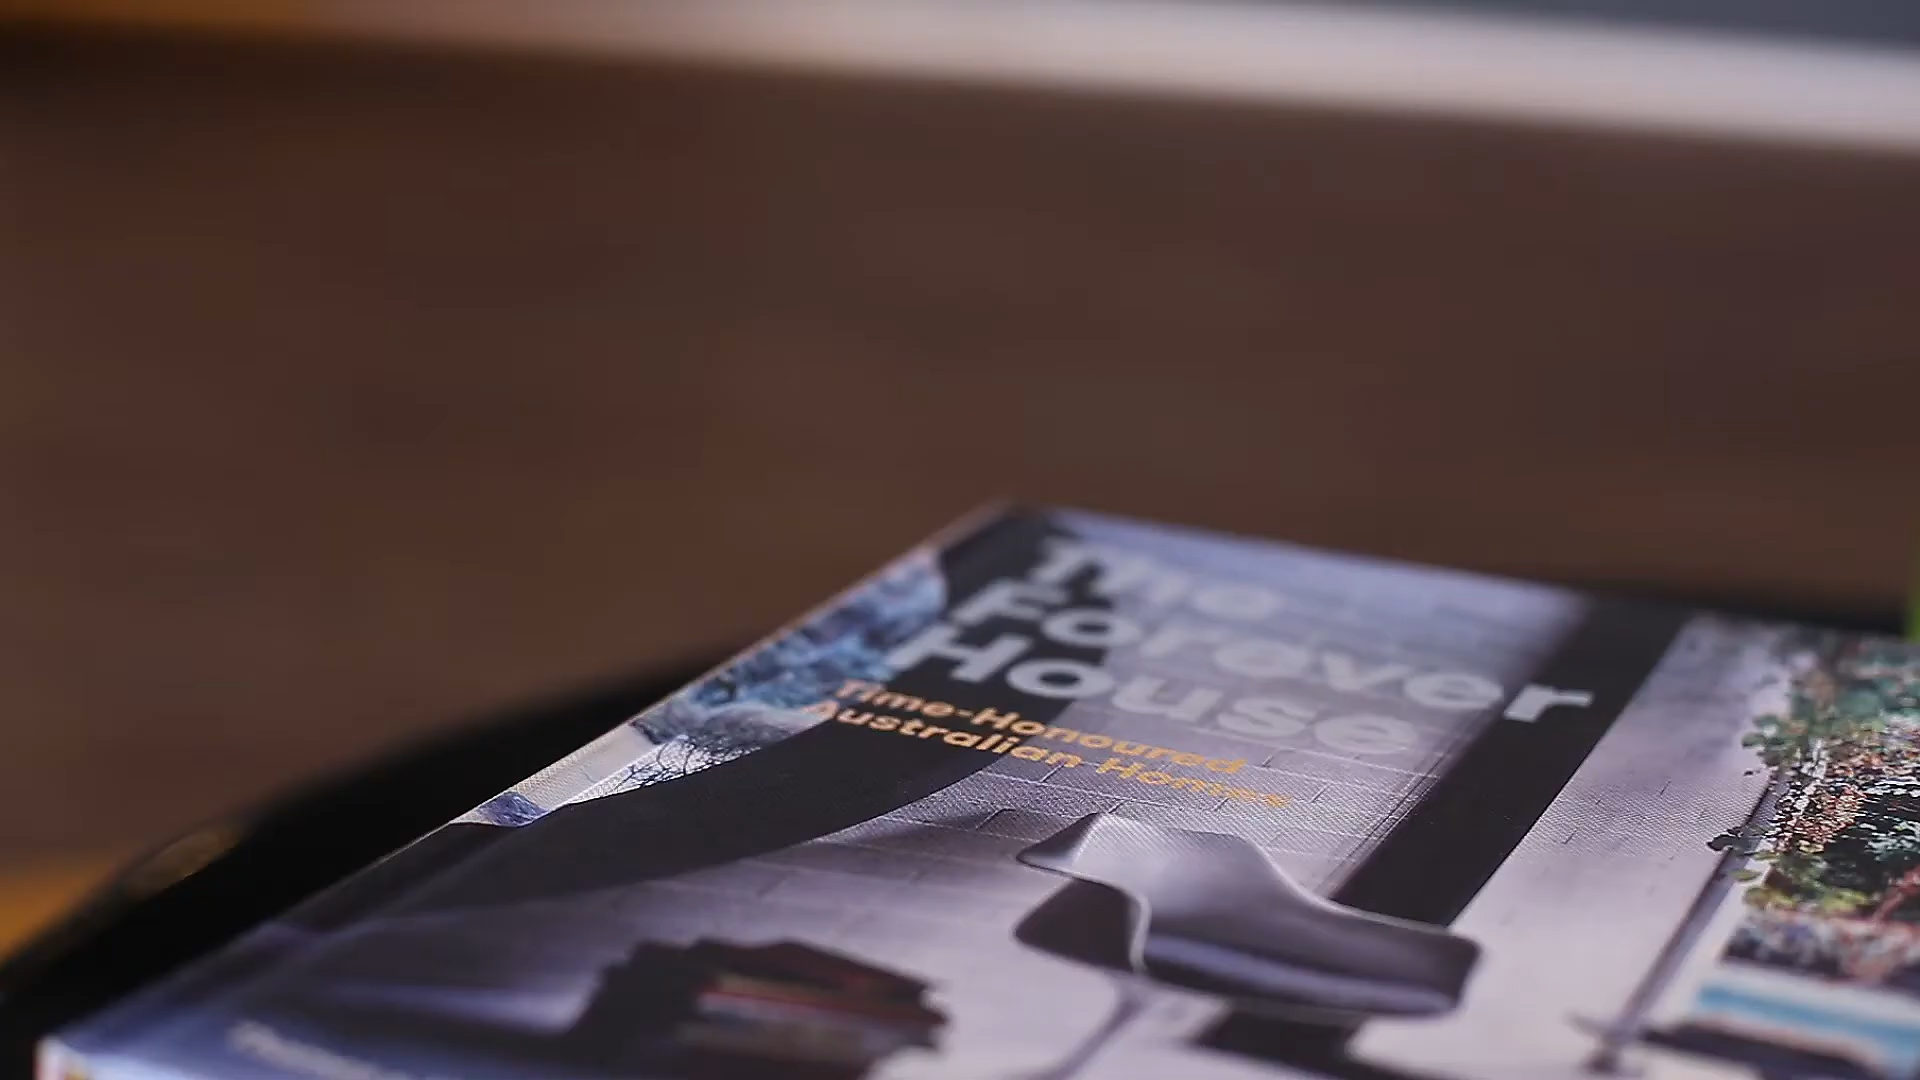 The
Forever
House
Time-Honoured
Australian Homes